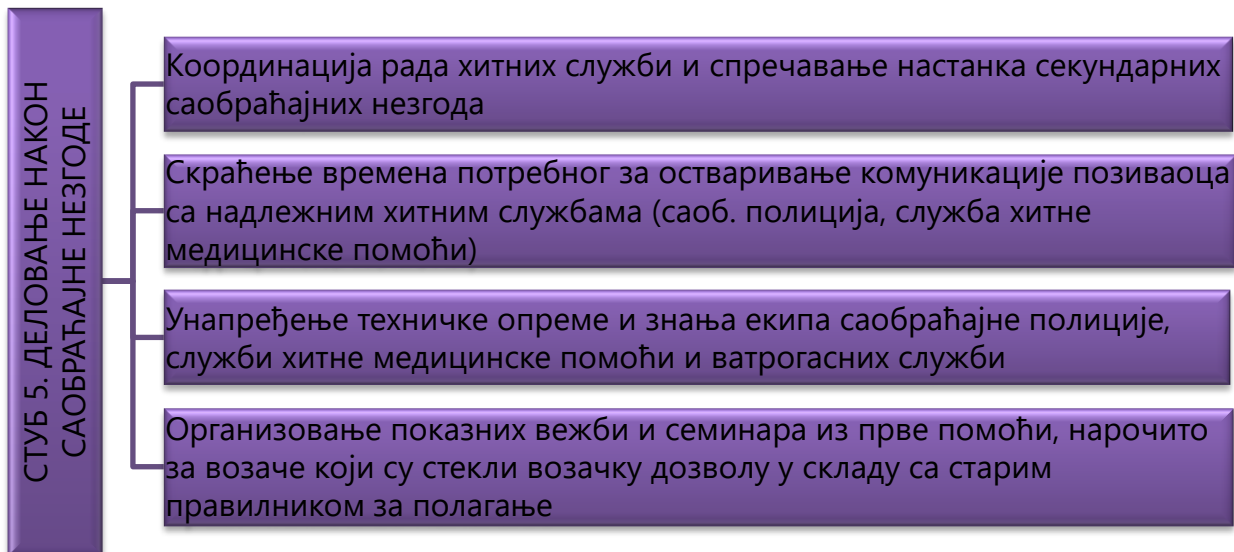 СТУБ 5. ДЕЛОВАЊЕ НАКОН
САОБРАЋАЈНЕ НЕЗГОДЕ
Координација рада хитних служби и спречавање настанка секундарних
саобраћајних незгода
Скраћење времена потребног за остваривање комуникације позиваоца
са надлежним хитним службама (саоб. полиција, служба хитне
медицинске помоћи)
Унапређење техничке опреме и знања екипа саобраћајне полиције,
служби хитне медицинске помоћи и ватрогасних служби
Организовање показних вежби и семинара из прве помоћи, нарочито
за возаче који су стекли возачку дозволу у складу са старим
правилником за полагање